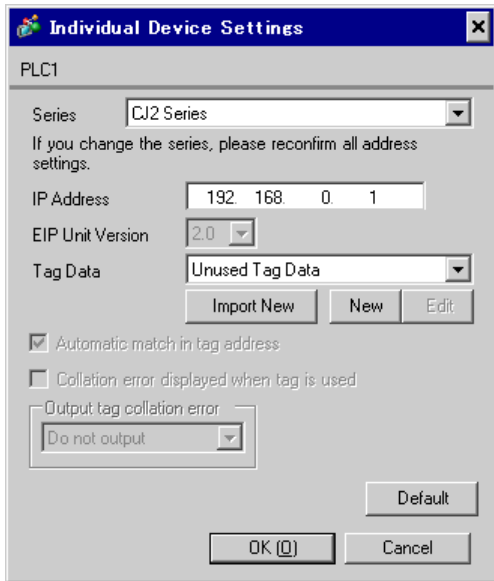 Individual Device Settings
PLC1
Series CJ2 Series
If you change the series, please reconfirm all address
settings.
IP Address 192. 168. 0. 1
EIP Unit Version 2.0
Tag Data Unused Tag Data
Import New New Edit
Automatic match in tag address
Collation error displayed when tag is used
Output tag collation error
Do not output
Default
OK (O) Cancel